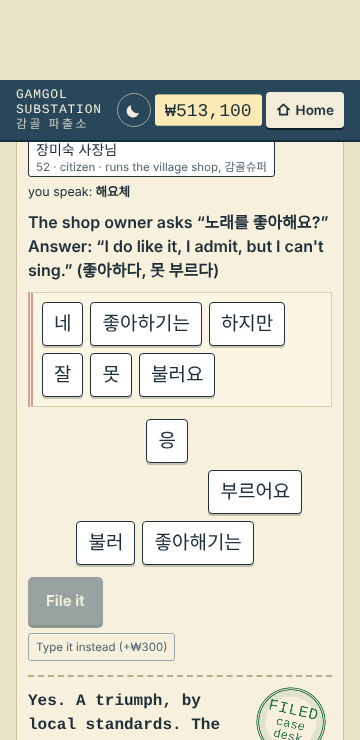 GAMGOL
SUBSTATION
감골 파출소
₩513,100
Home
장미숙 사장님
52 · citizen · runs the village shop, 감골슈퍼
you speak: 해요체
The shop owner asks “노래를 좋아해요?”
Answer: “I do like it, I admit, but I can't
sing.” (좋아하다, 못 부르다)
네 좋아하기는 하지만
잘 못 불러요
응
부르어요
불러 좋아해기는
File it
Type it instead (+₩300)
Yes. A triumph, by
local standards. The
FILED
case
desk